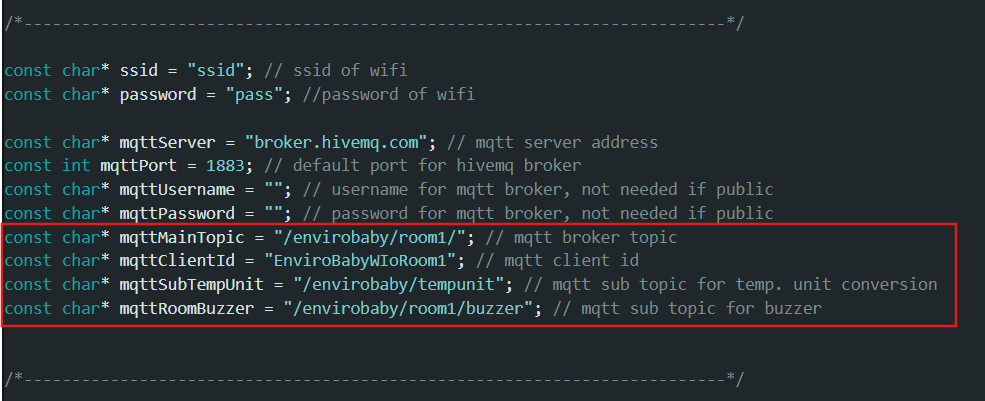 /*-------------------------------------------------------------------------*/
const char* ssid = "ssid"; // ssid of wifi
const char* password = "pass"; //password of wifi
const char* mqttServer = "broker.hivemq.com"; // mqtt server address
const int mqttPort = 1883; // default port for hivemq broker
const char* mqttUsername = ""; // username for mqtt broker, not needed if public
const char* mqttPassword = ""; // password for mqtt broker, not needed if public
const char* mqttMainTopic = "/envirobaby/room1/"; // mqtt broker topic
const char* mqttClientId = "EnviroBabyWIoRoom1"; // mqtt client id
const char* mqttSubTempUnit = "/envirobaby/tempunit"; // mqtt sub topic for temp. unit conversion
const char* mqttRoomBuzzer = "/envirobaby/room1/buzzer"; // mqtt sub topic for buzzer
/*-------------------------------------------------------------------------*/